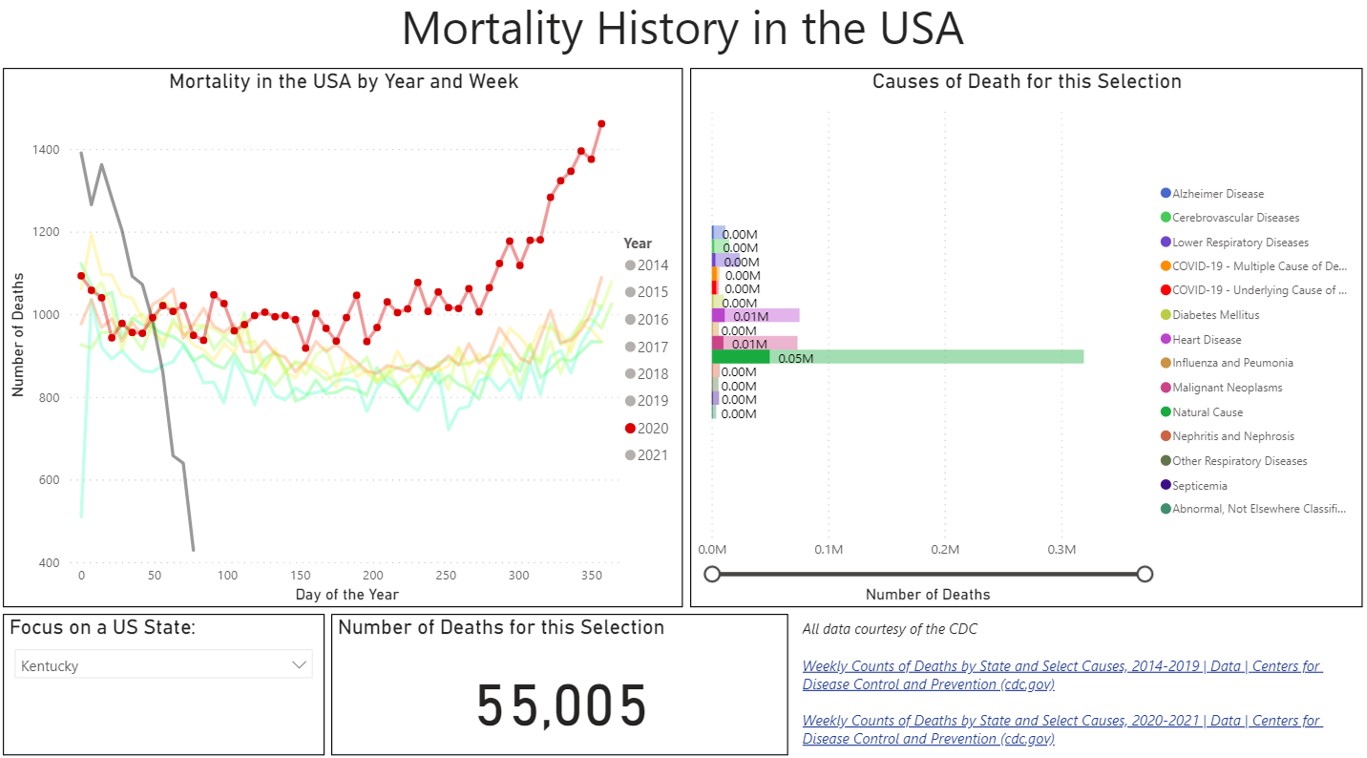 Mortality History in the USA
Mortality in the USA by Year and Week
Number of Deaths
1400
1200
1000
800
600
400
0
50
100
150
200
250
300
350
Day of the Year
Year
2014
2015
2016
2017
2018
2019
2020
2021
Causes of Death for this Selection
0.00M
0.00M
0.00M
0.00M
0.00M
0.00M
0.01M
0.00M
0.01M
0.05M
0.00M
0.00M
0.00M
0.00M
0.0M
0.1M
0.2M
0.3M
Number of Deaths
Alzheimer Disease
Cerebrovascular Diseases
Lower Respiratory Diseases
COVID-19 - Multiple Cause of De...
COVID-19 - Underlying Cause of ...
Diabetes Mellitus
Heart Disease
Influenza and Peumonia
Malignant Neoplasms
Natural Cause
Nephritis and Nephrosis
Other Respiratory Diseases
Septicemia
Abnormal, Not Elsewhere Classifi...
Focus on a US State:
Kentucky
Number of Deaths for this Selection
55,005
All data courtesy of the CDC
Weekly Counts of Deaths by State and Select Causes, 2014-2019 | Data | Centers for
Disease Control and Prevention (cdc.gov)
Weekly Counts of Deaths by State and Select Causes, 2020-2021 | Data | Centers for
Disease Control and Prevention (cdc.gov)